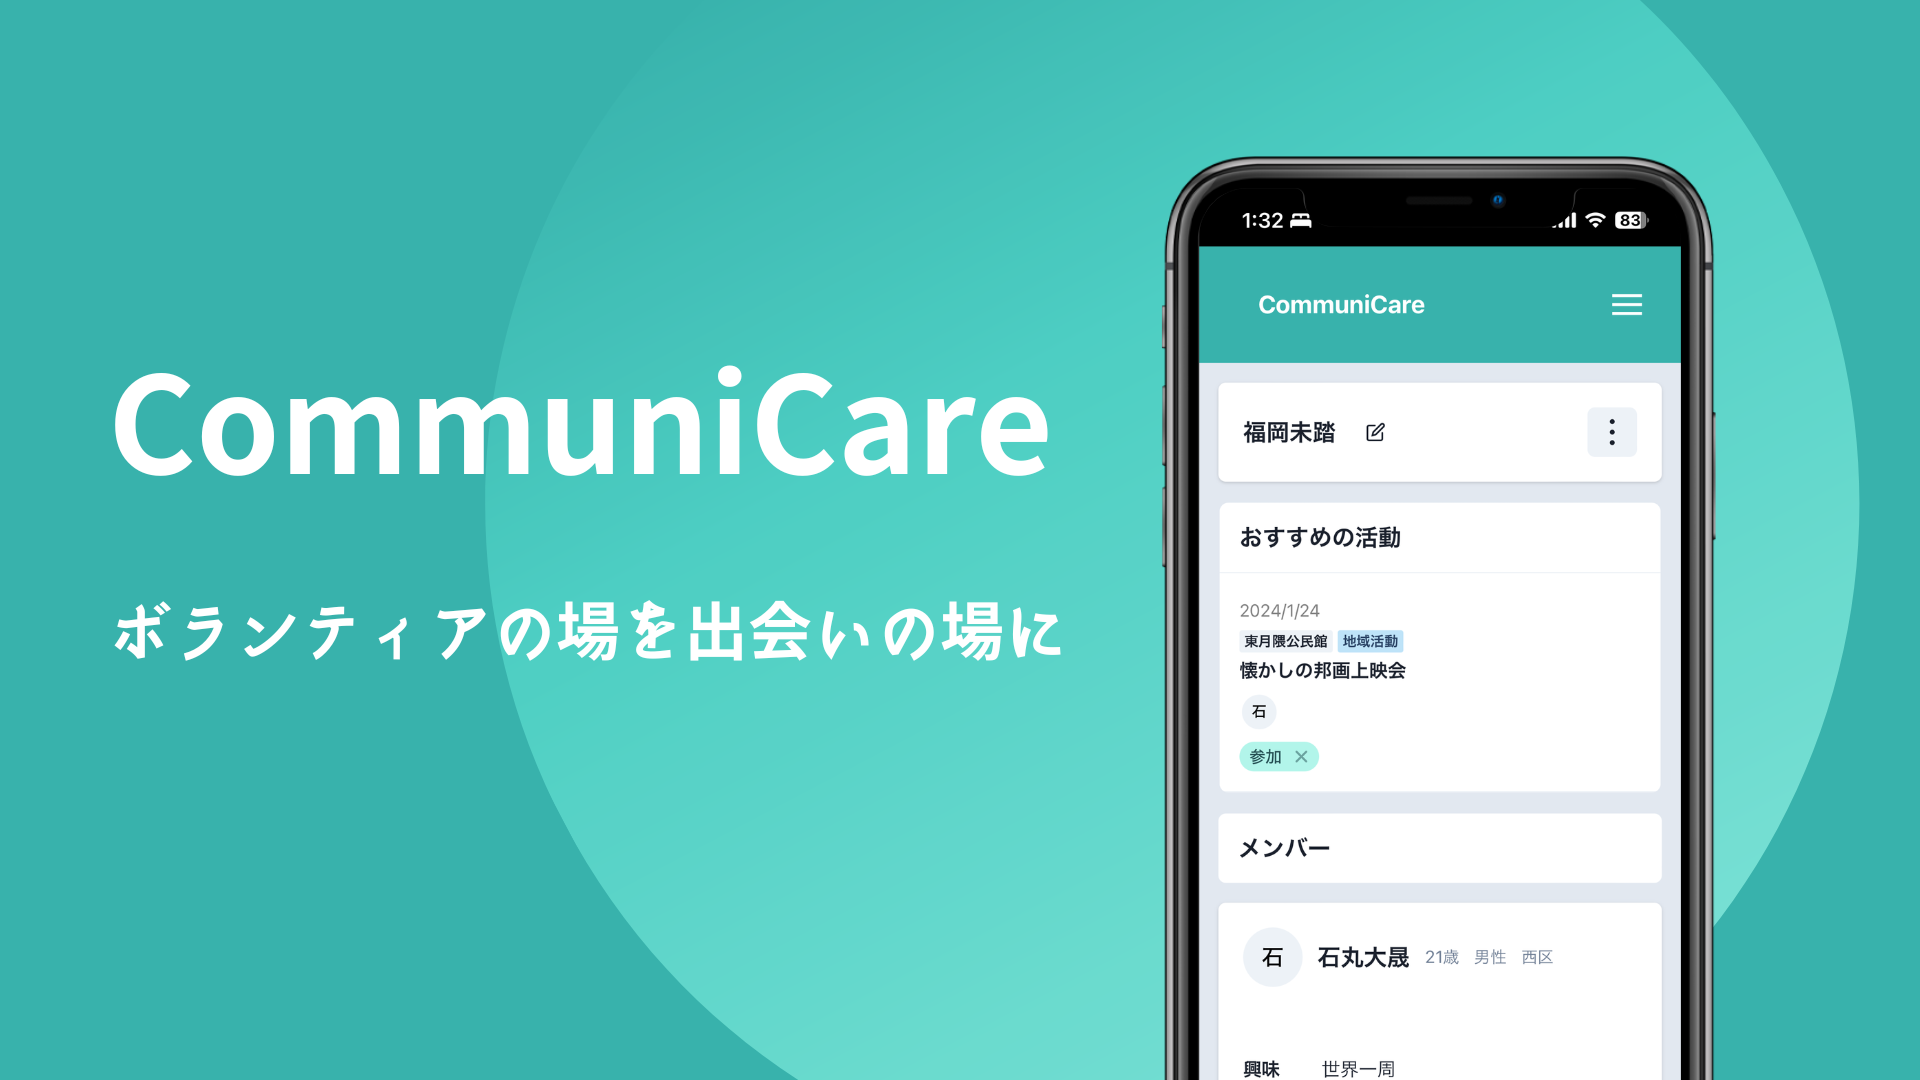 CommuniCare
ボランティアの場を出会いの場に
1:32
83
CommuniCare
福岡未踏
おすすめの活動
2024/1/24
東月隈公民館 地域活動
懐かしの邦画上映会
石
参加
メンバー
石 石丸大晟 21歳 男性 西区
興味 世界一周